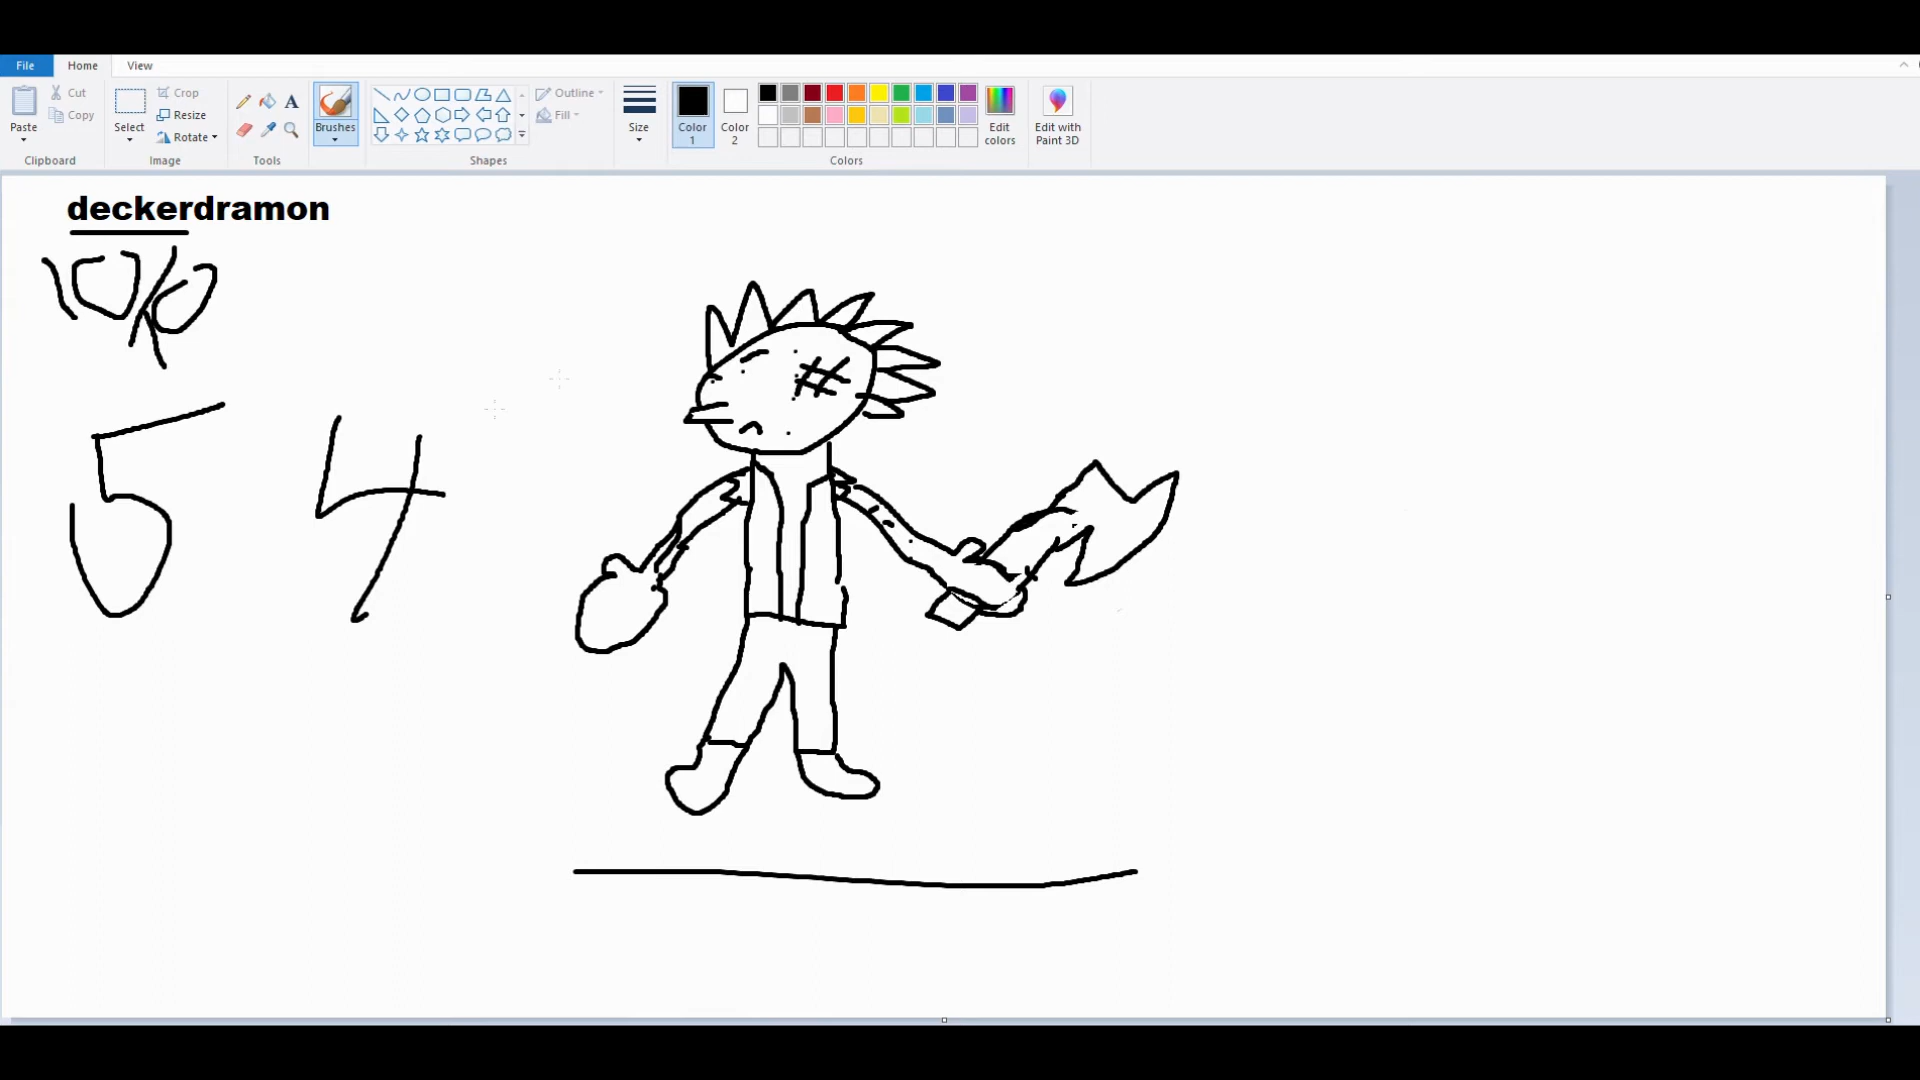 File Home View
Cut Crop Outline
Paste Copy Select Resize Brushes Fill Size Color 1 Color 2 Edit colors Edit with Paint 3D
Rotate
Clipboard Image Tools Shapes Colors
deckerdramon
5 4